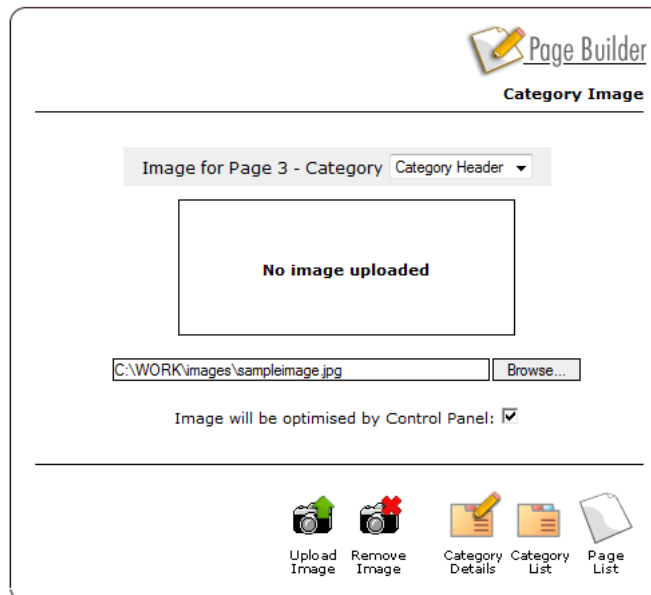 Page Builder
Category Image
Image for Page 3 - Category Category Header
No image uploaded
C:\WORK\images\sampleimage.jpg Browse...
Image will be optimised by Control Panel:
Upload Remove Category Category Page
Image Image Details List List